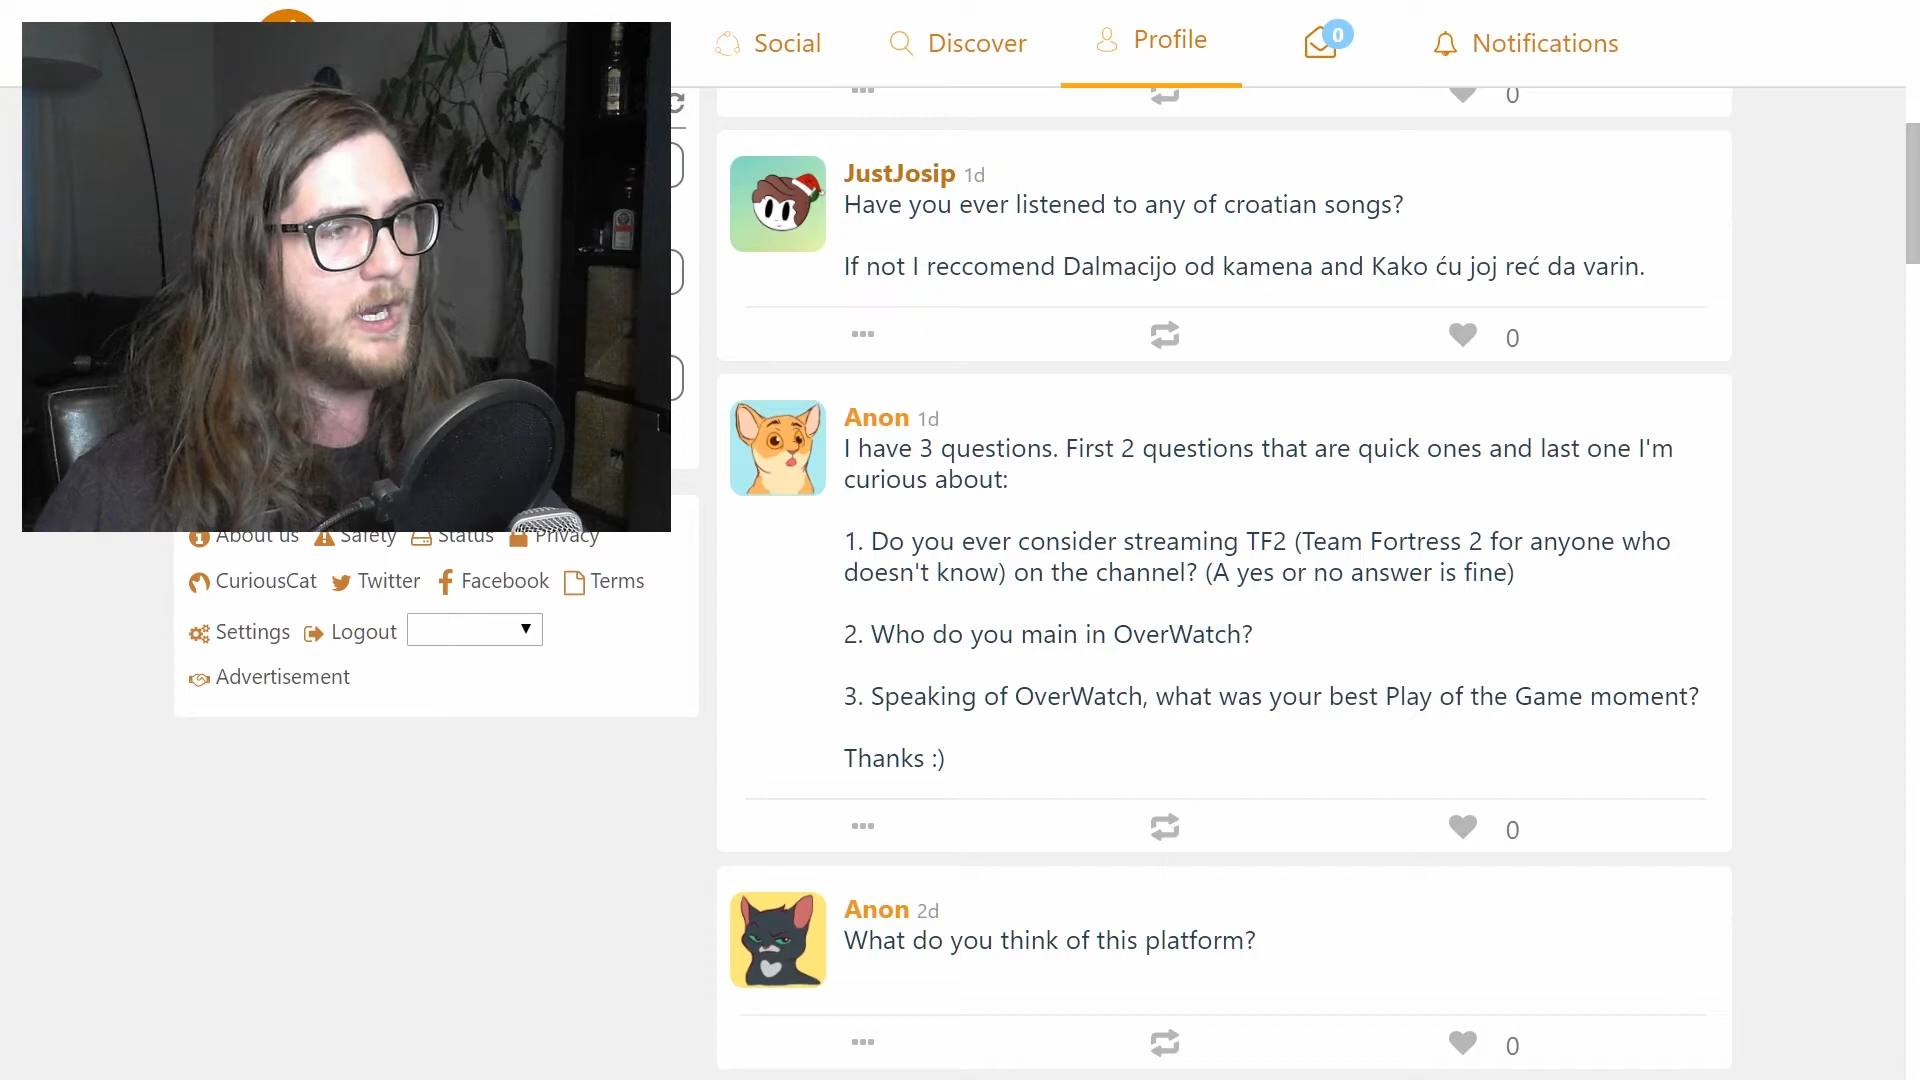 Social
Discover
Profile
0
Notifications
0
JustJosip 1d
Have you ever listened to any of croatian songs?
If not I reccomend Dalmacijo od kamena and Kako ću joj reć da varin.
0
Anon 1d
I have 3 questions. First 2 questions that are quick ones and last one I'm
curious about:
1. Do you ever consider streaming TF2 (Team Fortress 2 for anyone who
doesn't know) on the channel? (A yes or no answer is fine)
2. Who do you main in OverWatch?
3. Speaking of OverWatch, what was your best Play of the Game moment?
Thanks :)
0
Anon 2d
What do you think of this platform?
0
About us Safety Status Privacy
CuriousCat Twitter Facebook Terms
Settings Logout
Advertisement